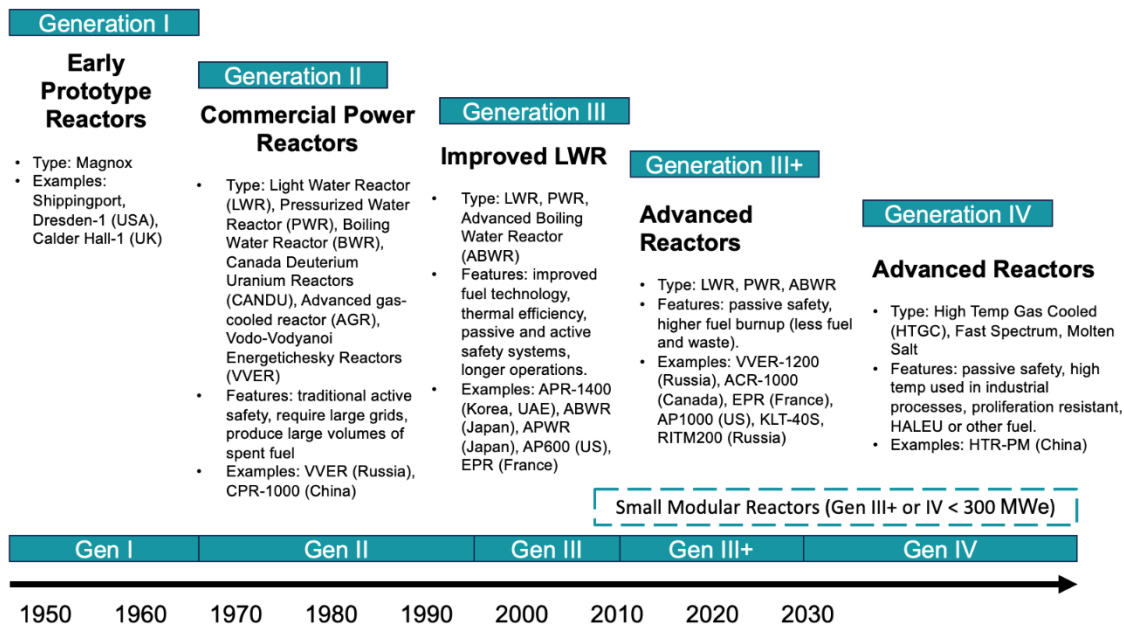 Generation I
Early
Prototype
Reactors
• Type: Magnox
• Examples:
Shippingport,
Dresden-1 (USA),
Calder Hall-1 (UK)
Generation II
Commercial Power
Reactors
• Type: Light Water Reactor
(LWR), Pressurized Water
Reactor (PWR), Boiling
Water Reactor (BWR),
Canada Deuterium
Uranium Reactors
(CANDU), Advanced gas-
cooled reactor (AGR),
Vodo-Vodyanoi
Energetichesky Reactors
(VVER)
• Features: traditional active
safety, require large grids,
produce large volumes of
spent fuel
• Examples: VVER (Russia),
CPR-1000 (China)
Generation III
Improved LWR
• Type: LWR, PWR,
Advanced Boiling
Water Reactor
(ABWR)
• Features: improved
fuel technology,
thermal efficiency,
passive and active
safety systems,
longer operations.
• Examples: APR-1400
(Korea, UAE), ABWR
(Japan), APWR
(Japan), AP600 (US),
EPR (France)
Generation III+
Advanced
Reactors
• Type: LWR, PWR, ABWR
• Features: passive safety,
higher fuel burnup (less fuel
and waste).
• Examples: VVER-1200
(Russia), ACR-1000
(Canada), EPR (France),
AP1000 (US), KLT-40S,
RITM200 (Russia)
Generation IV
Advanced Reactors
• Type: High Temp Gas Cooled
(HTGC), Fast Spectrum, Molten
Salt
• Features: passive safety, high
temp used in industrial
processes, proliferation resistant,
HALEU or other fuel.
• Examples: HTR-PM (China)
Small Modular Reactors (Gen III+ or IV < 300 MWe)
Gen I Gen II Gen III Gen III+ Gen IV
1950 1960 1970 1980 1990 2000 2010 2020 2030